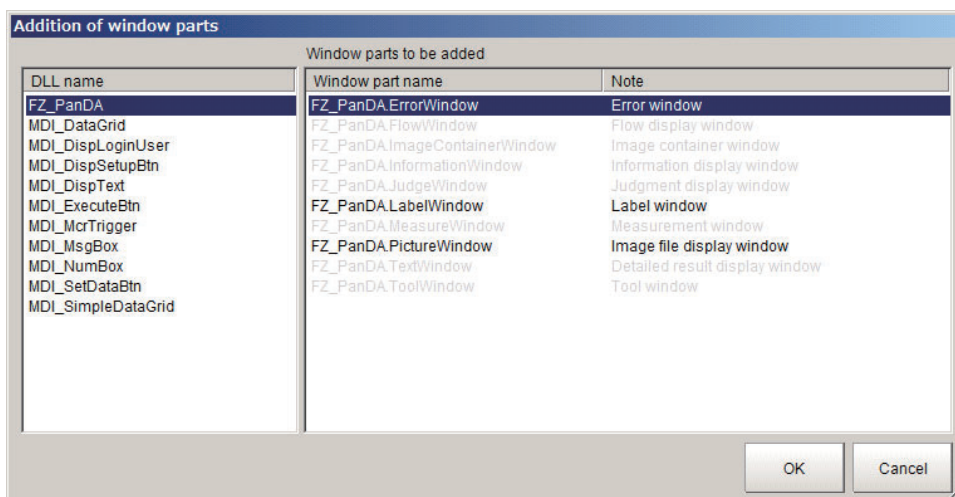 Addition of window parts
Window parts to be added
DLL name
FZ_PanDA
MDI_DataGrid
MDI_DispLoginUser
MDI_DispSetupBtn
MDI_DispText
MDI_ExecuteBtn
MDI_McrTrigger
MDI_MsgBox
MDI_NumBox
MDI_SetDataBtn
MDI_SimpleDataGrid
Window part name Note
FZ_PanDA.ErrorWindow Error window
FZ_PanDA.FlowWindow Flow display window
FZ_PanDA.ImageContainerWindow Image container window
FZ_PanDA.InformationWindow Information display window
FZ_PanDA.JudgeWindow Judgment display window
FZ_PanDA.LabelWindow Label window
FZ_PanDA.MeasureWindow Measurement window
FZ_PanDA.PictureWindow Image file display window
FZ_PanDA.TextWindow Detailed result display window
FZ_PanDA.ToolWindow Tool window
OK Cancel